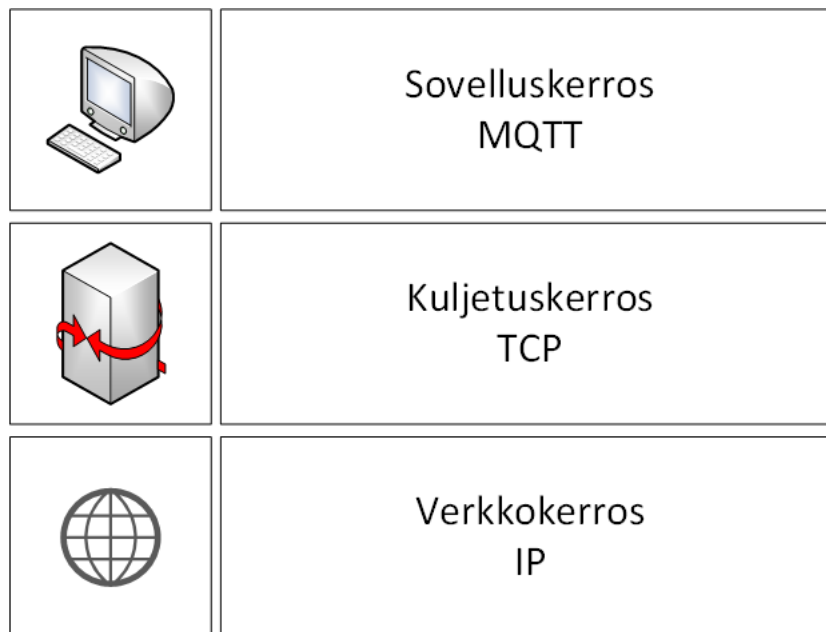 Sovelluskerros
MQTT
Kuljetuskerros
TCP
Verkkokerros
IP